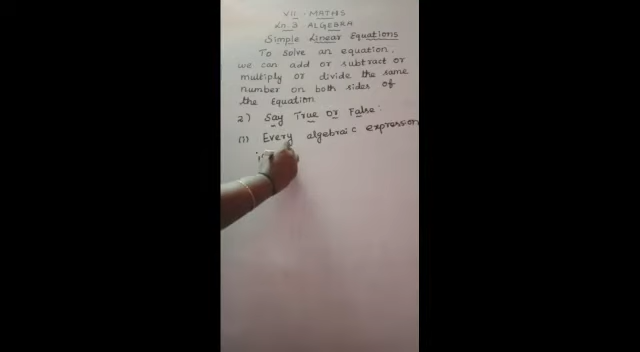 VII - MATHS
Ln. 3. ALGEBRA
Simple Linear Equations
To solve an equation,
we can add or subtract or
multiply or divide the same
number on both sides of
the Equation
2) Say True or False:
(1) Every algebraic expression